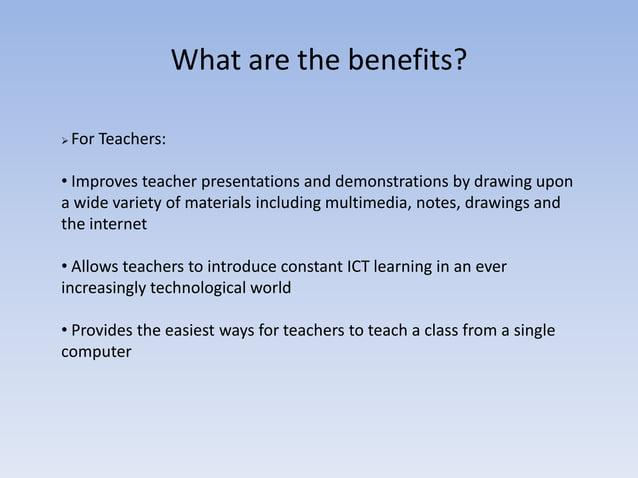 What are the benefits?
➢ For Teachers:
• Improves teacher presentations and demonstrations by drawing upon
a wide variety of materials including multimedia, notes, drawings and
the internet
• Allows teachers to introduce constant ICT learning in an ever
increasingly technological world
• Provides the easiest ways for teachers to teach a class from a single
computer